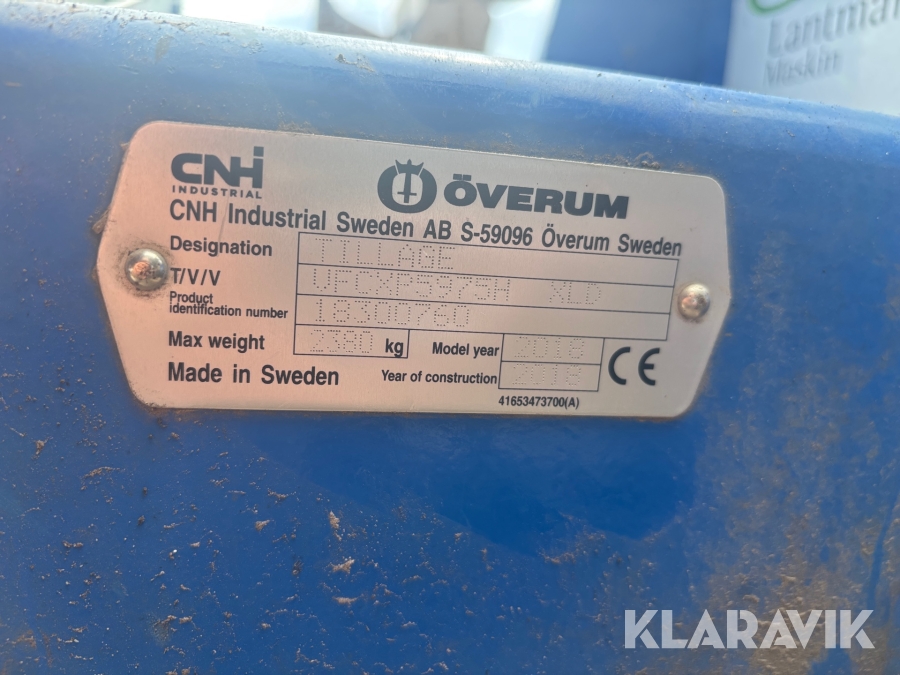 Lantmä
Maskin
CNH
INDUSTRIAL
ÖVERUM
CNH Industrial Sweden AB S-59096 Överum Sweden
Designation TILLAGE
T/V/V VFCXP5975H XLD
Product
identification number 18300760
Max weight 2380 kg Model year 2018
Made in Sweden Year of construction 2018
CE
41653473700(A)
KLARAVIK